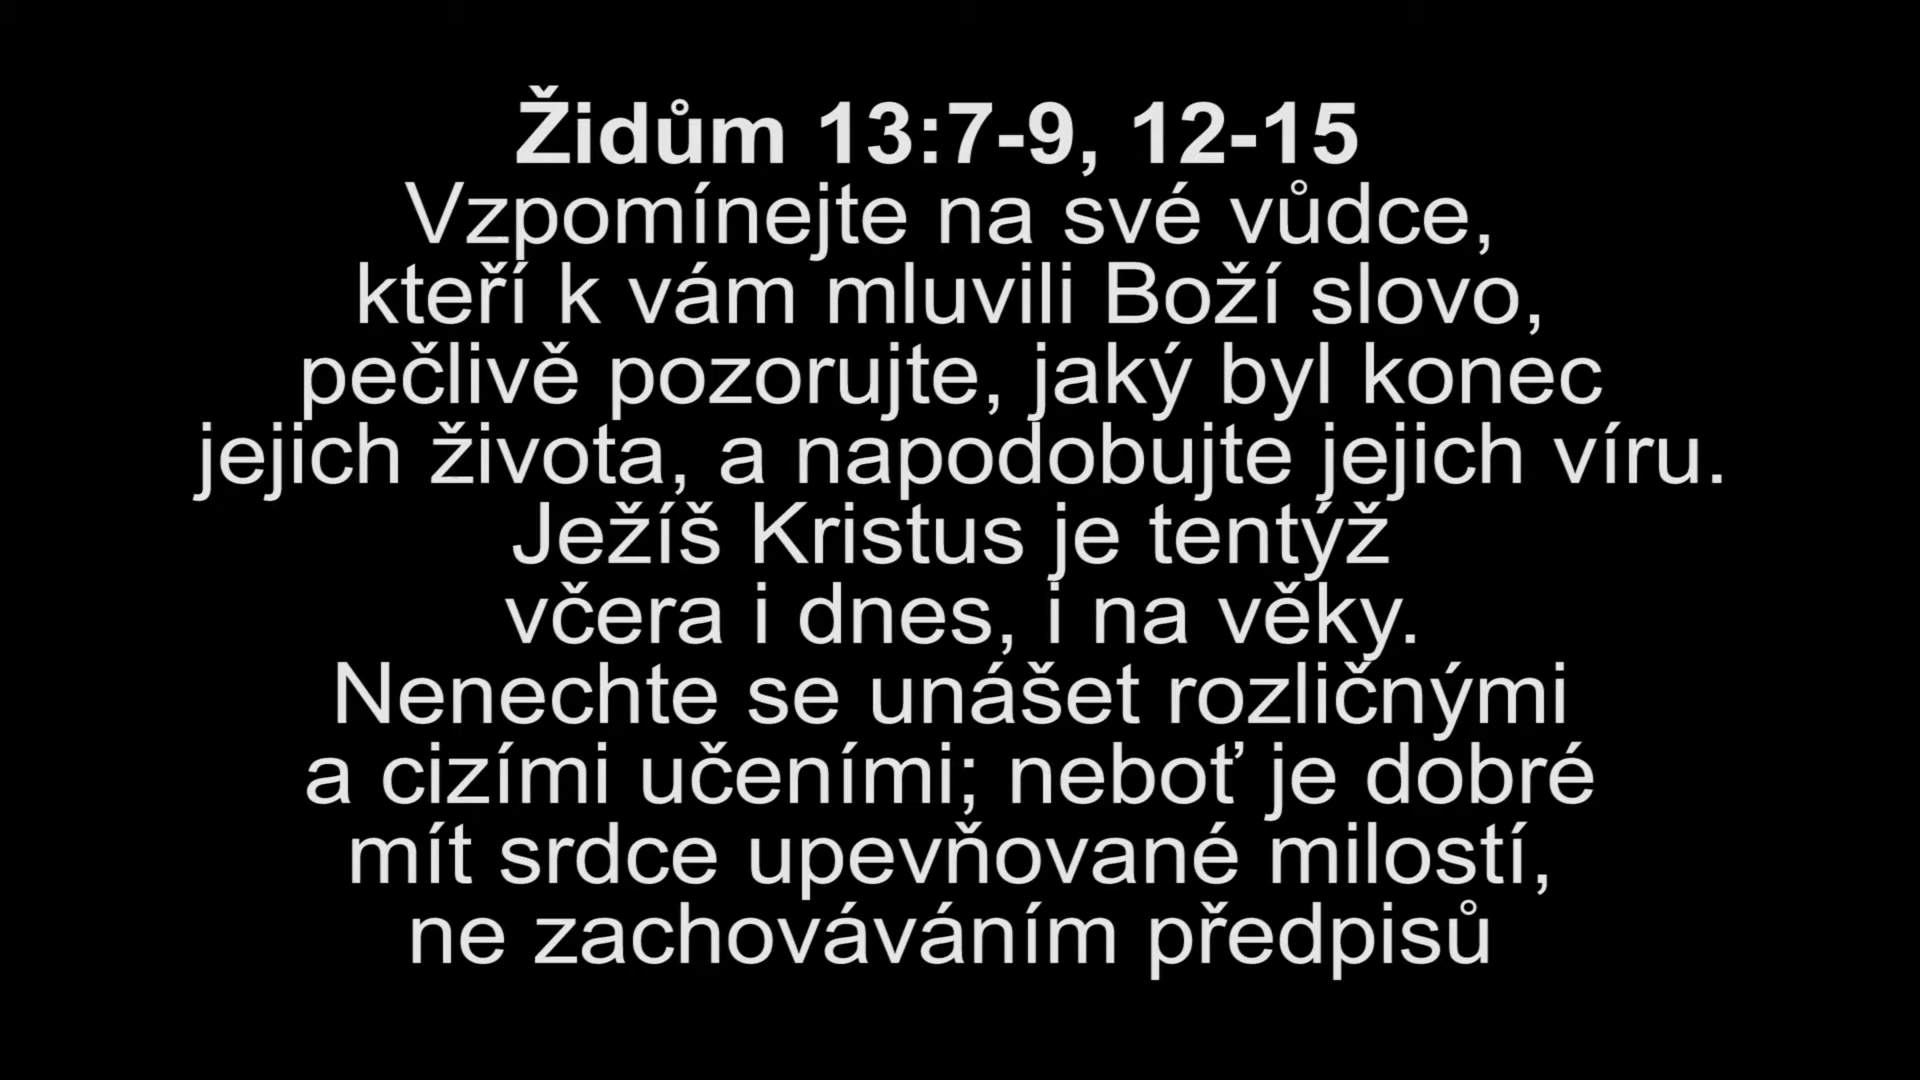 Židům 13:7-9, 12-15
Vzpomínejte na své vůdce,
kteří k vám mluvili Boží slovo,
pečlivě pozorujte, jaký byl konec
jejich života, a napodobujte jejich víru.
Ježíš Kristus je tentýž
včera i dnes, i na věky.
Nenechte se unášet rozličnými
a cizími učeními; neboť je dobré
mít srdce upevňované milostí,
ne zachováváním předpisů